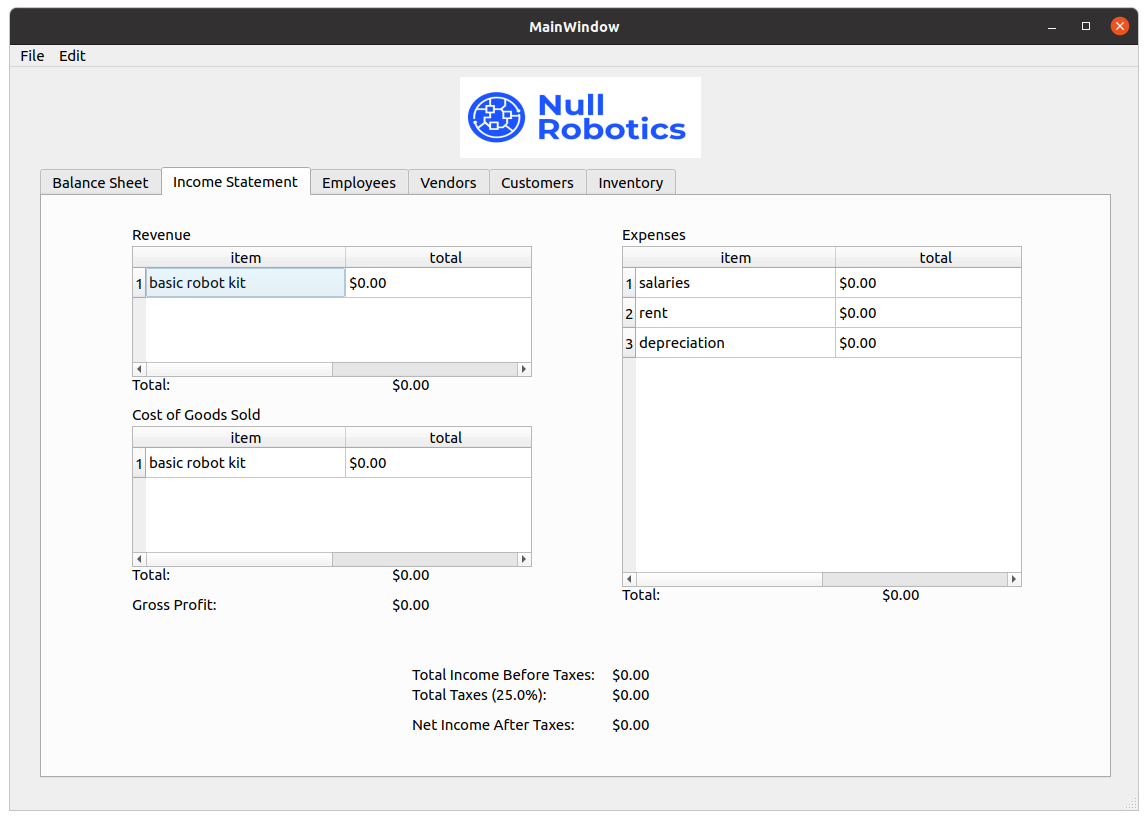 MainWindow
File Edit
Null
Robotics
Balance Sheet Income Statement Employees Vendors Customers Inventory
Revenue
item total
1 basic robot kit $0.00
Total: $0.00
Cost of Goods Sold
item total
1 basic robot kit $0.00
Total: $0.00
Gross Profit: $0.00
Expenses
item total
1 salaries $0.00
2 rent $0.00
3 depreciation $0.00
Total: $0.00
Total Income Before Taxes: $0.00
Total Taxes (25.0%): $0.00
Net Income After Taxes: $0.00